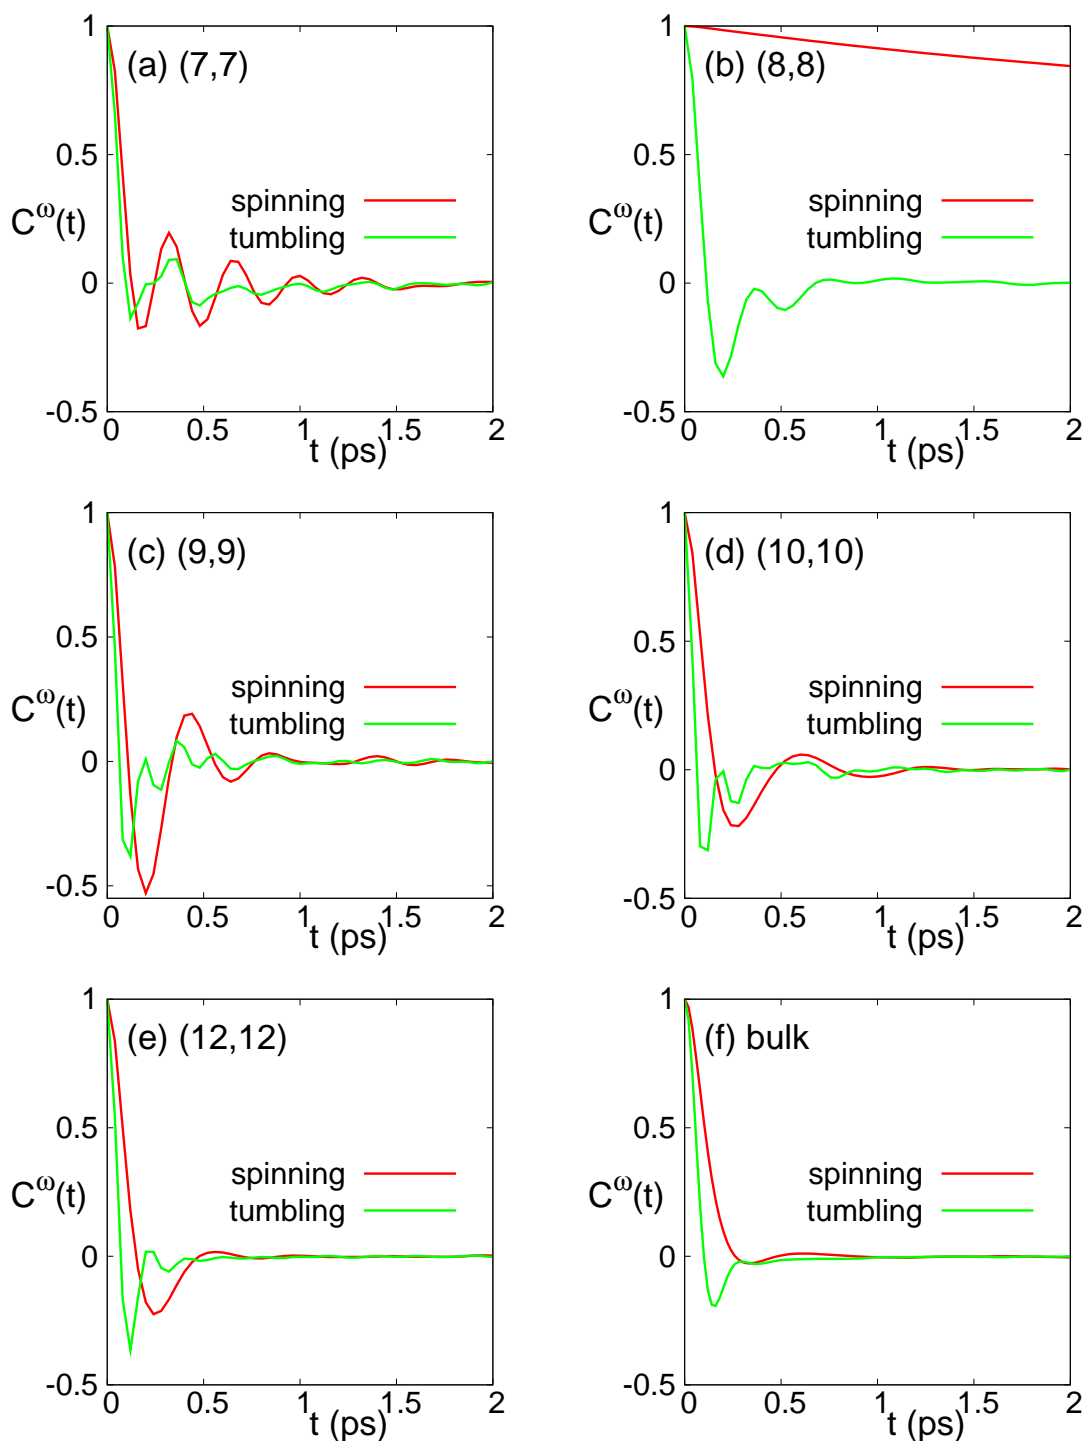 1
(a) (7,7)
0.5
spinning
C^ω(t)
tumbling
0
-0.5
0 0.5 1 1.5 2
t (ps)
1
(b) (8,8)
0.5
spinning
C^ω(t)
tumbling
0
-0.5
0 0.5 1 1.5 2
t (ps)
1
(c) (9,9)
0.5
spinning
C^ω(t)
tumbling
0
-0.5
0 0.5 1 1.5 2
t (ps)
1
(d) (10,10)
0.5
spinning
C^ω(t)
tumbling
0
-0.5
0 0.5 1 1.5 2
t (ps)
1
(e) (12,12)
0.5
spinning
C^ω(t)
tumbling
0
-0.5
0 0.5 1 1.5 2
t (ps)
1
(f) bulk
0.5
spinning
C^ω(t)
tumbling
0
-0.5
0 0.5 1 1.5 2
t (ps)